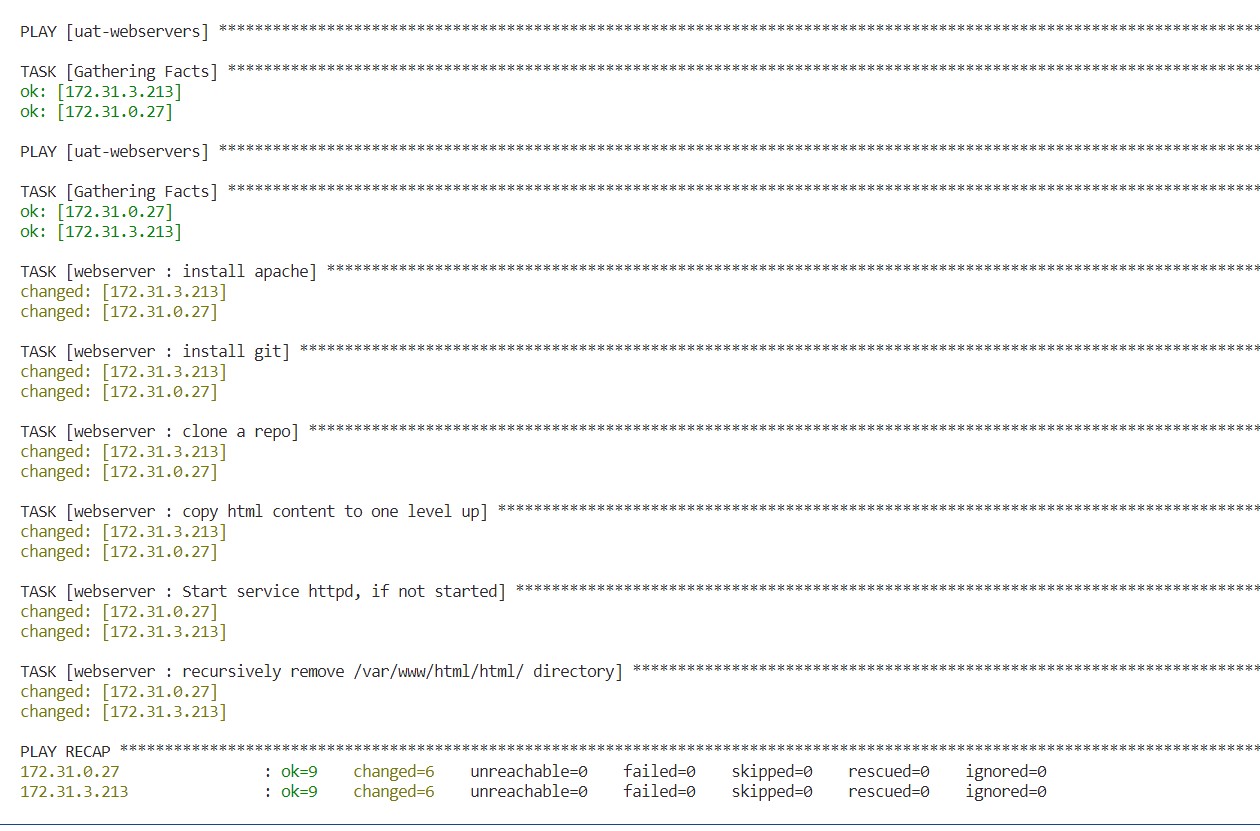 PLAY [uat-webservers] ********************************************************************************************************************
TASK [Gathering Facts] *******************************************************************************************************************
ok: [172.31.3.213]
ok: [172.31.0.27]
PLAY [uat-webservers] ********************************************************************************************************************
TASK [Gathering Facts] *******************************************************************************************************************
ok: [172.31.0.27]
ok: [172.31.3.213]
TASK [webserver : install apache] ********************************************************************************************************
changed: [172.31.3.213]
changed: [172.31.0.27]
TASK [webserver : install git] ***********************************************************************************************************
changed: [172.31.3.213]
changed: [172.31.0.27]
TASK [webserver : clone a repo] **********************************************************************************************************
changed: [172.31.3.213]
changed: [172.31.0.27]
TASK [webserver : copy html content to one level up] *************************************************************************************
changed: [172.31.3.213]
changed: [172.31.0.27]
TASK [webserver : Start service httpd, if not started] ***********************************************************************************
changed: [172.31.0.27]
changed: [172.31.3.213]
TASK [webserver : recursively remove /var/www/html/html/ directory] **********************************************************************
changed: [172.31.0.27]
changed: [172.31.3.213]
PLAY RECAP *******************************************************************************************************************************
172.31.0.27                : ok=9    changed=6    unreachable=0    failed=0    skipped=0    rescued=0    ignored=0
172.31.3.213               : ok=9    changed=6    unreachable=0    failed=0    skipped=0    rescued=0    ignored=0